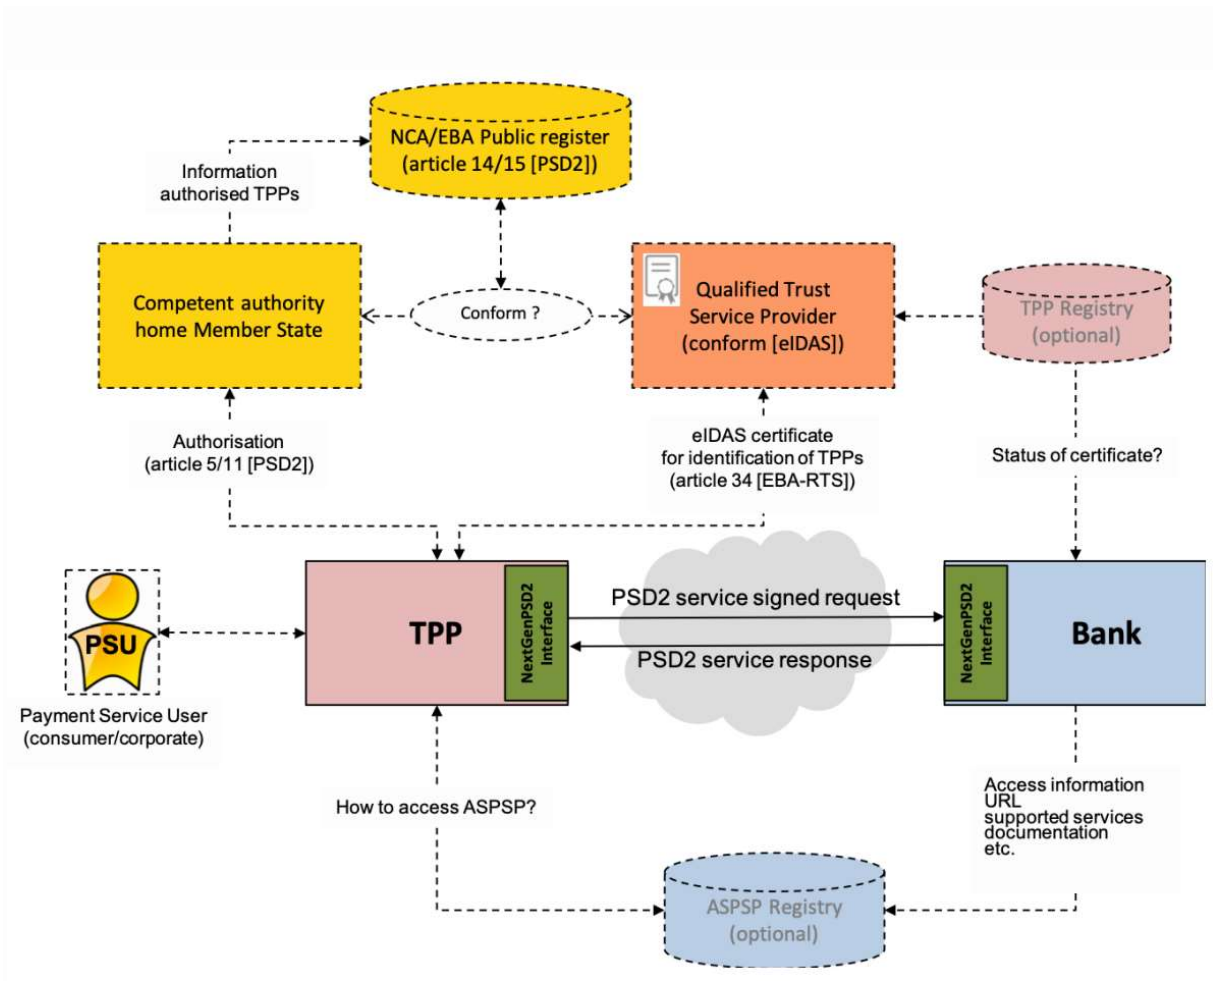 NCA/EBA Public register
(article 14/15 [PSD2])
Information
authorised TPPs
Competent authority
home Member State
Conform ?
Qualified Trust
Service Provider
(conform [eIDAS])
TPP Registry
(optional)
Authorisation
(article 5/11 [PSD2])
eIDAS certificate
for identification of TPPs
(article 34 [EBA-RTS])
Status of certificate?
PSU
Payment Service User
(consumer/corporate)
TPP
NextGenPSD2
Interface
PSD2 service signed request
PSD2 service response
NextGenPSD2
Interface
Bank
How to access ASPSP?
Access information
URL
supported services
documentation
etc.
ASPSP Registry
(optional)